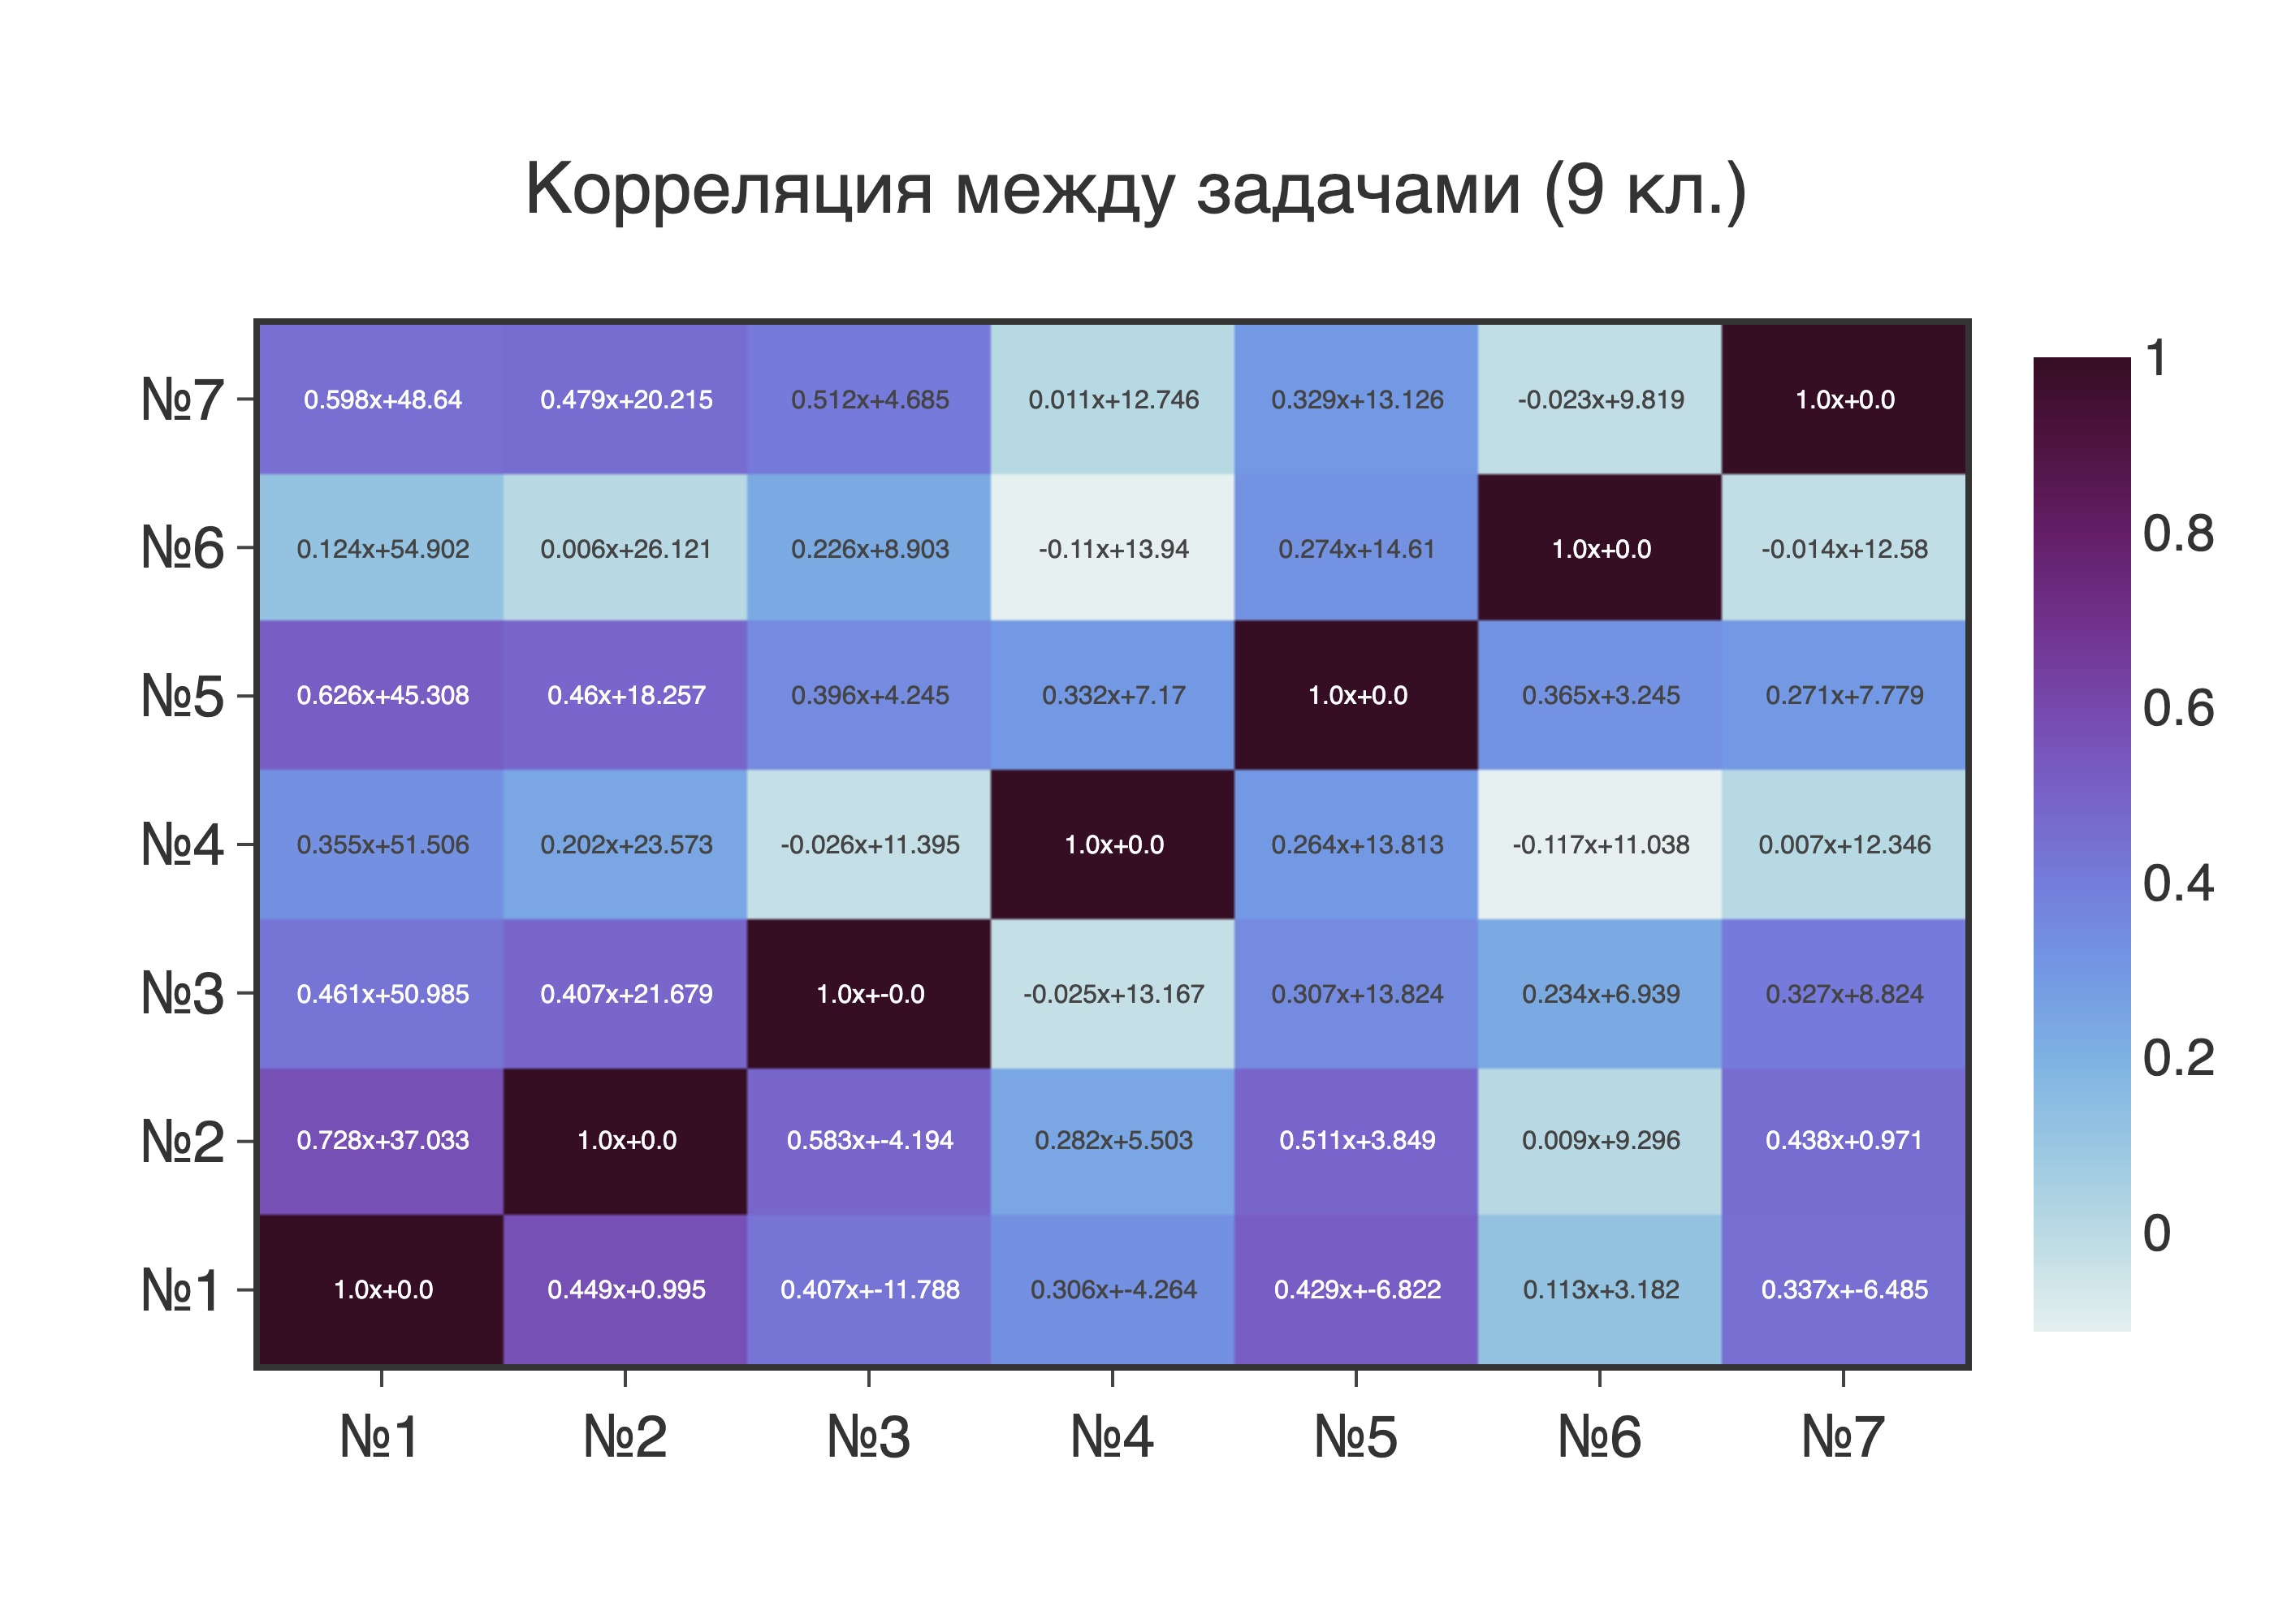 Корреляция между задачами (9 кл.)
№7 0.598x+48.64 0.479x+20.215 0.512x+4.685 0.011x+12.746 0.329x+13.126 -0.023x+9.819 1.0x+0.0
№6 0.124x+54.902 0.006x+26.121 0.226x+8.903 -0.11x+13.94 0.274x+14.61 1.0x+0.0 -0.014x+12.58
№5 0.626x+45.308 0.46x+18.257 0.396x+4.245 0.332x+7.17 1.0x+0.0 0.365x+3.245 0.271x+7.779
№4 0.355x+51.506 0.202x+23.573 -0.026x+11.395 1.0x+0.0 0.264x+13.813 -0.117x+11.038 0.007x+12.346
№3 0.461x+50.985 0.407x+21.679 1.0x+-0.0 -0.025x+13.167 0.307x+13.824 0.234x+6.939 0.327x+8.824
№2 0.728x+37.033 1.0x+0.0 0.583x+-4.194 0.282x+5.503 0.511x+3.849 0.009x+9.296 0.438x+0.971
№1 1.0x+0.0 0.449x+0.995 0.407x+-11.788 0.306x+-4.264 0.429x+-6.822 0.113x+3.182 0.337x+-6.485
№1 №2 №3 №4 №5 №6 №7
1
0.8
0.6
0.4
0.2
0